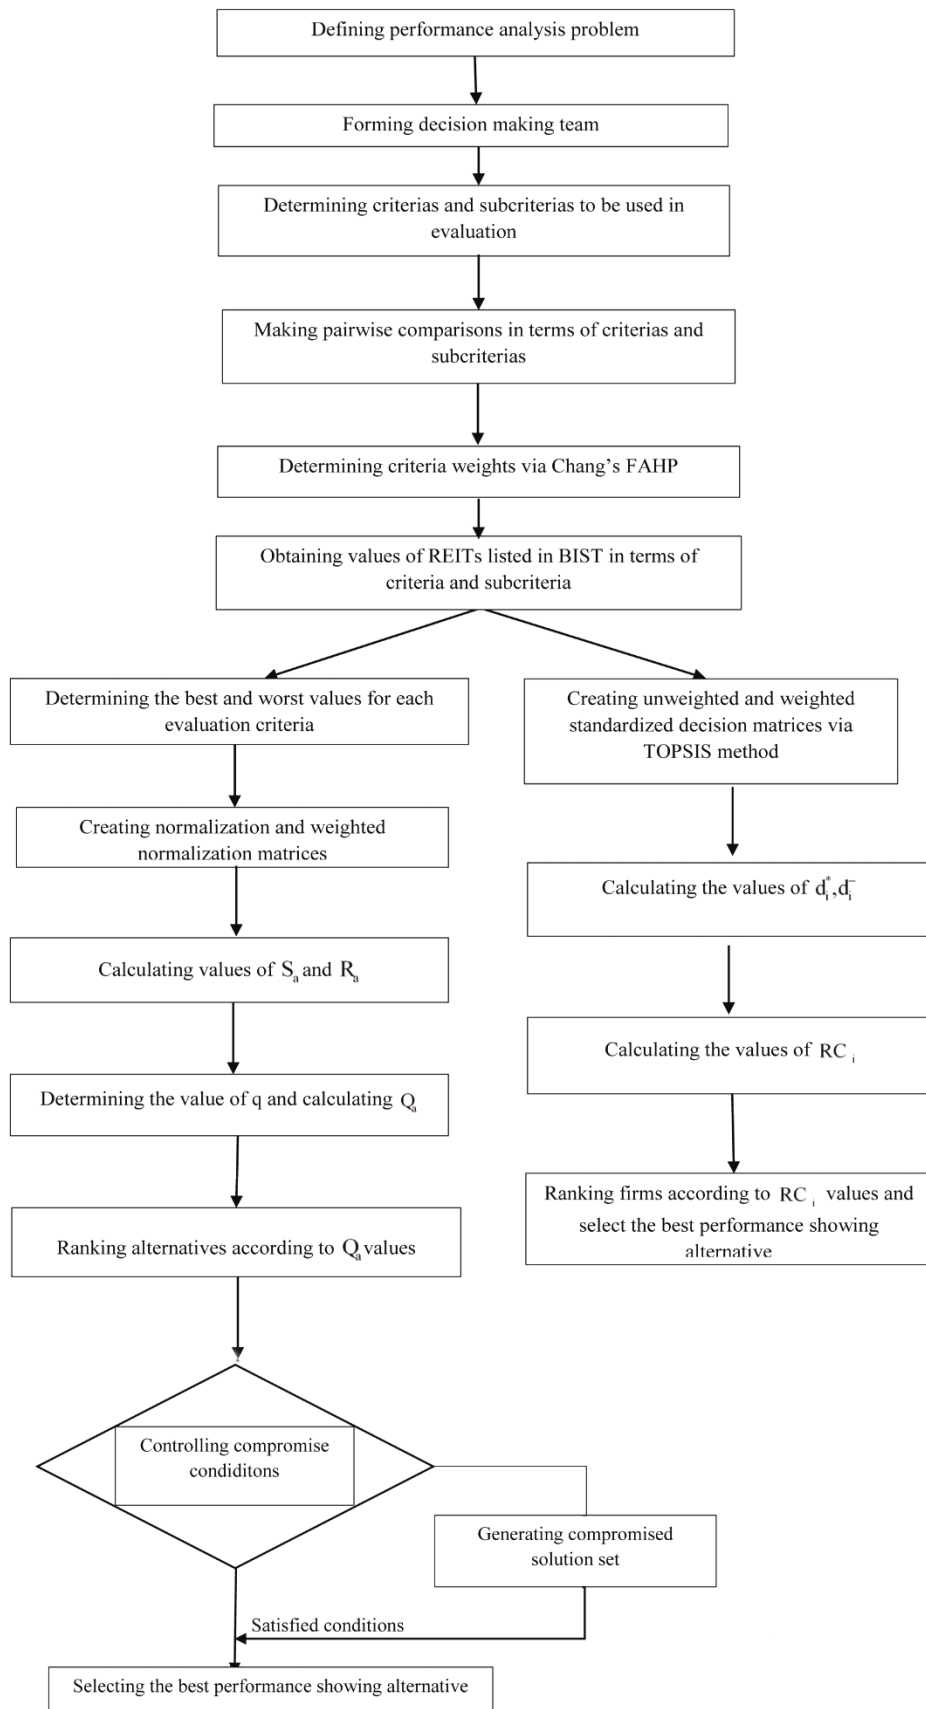 Defining performance analysis problem
Forming decision making team
Determining criterias and subcriterias to be used in
evaluation
Making pairwise comparisons in terms of criterias and
subcriterias
Determining criteria weights via Chang's FAHP
Obtaining values of REITs listed in BIST in terms of
criteria and subcriteria
Determining the best and worst values for each
evaluation criteria
Creating normalization and weighted
normalization matrices
Calculating values of Sₐ and Rₐ
Determining the value of q and calculating Qₐ
Ranking alternatives according to Qₐ values
Controlling compromise
condiditons
Generating compromised
solution set
Satisfied conditions
Selecting the best performance showing alternative
Creating unweighted and weighted
standardized decision matrices via
TOPSIS method
Calculating the values of dᵢ*, dᵢ⁻
Calculating the values of RC ᵢ
Ranking firms according to RC ᵢ values and
select the best performance showing
alternative